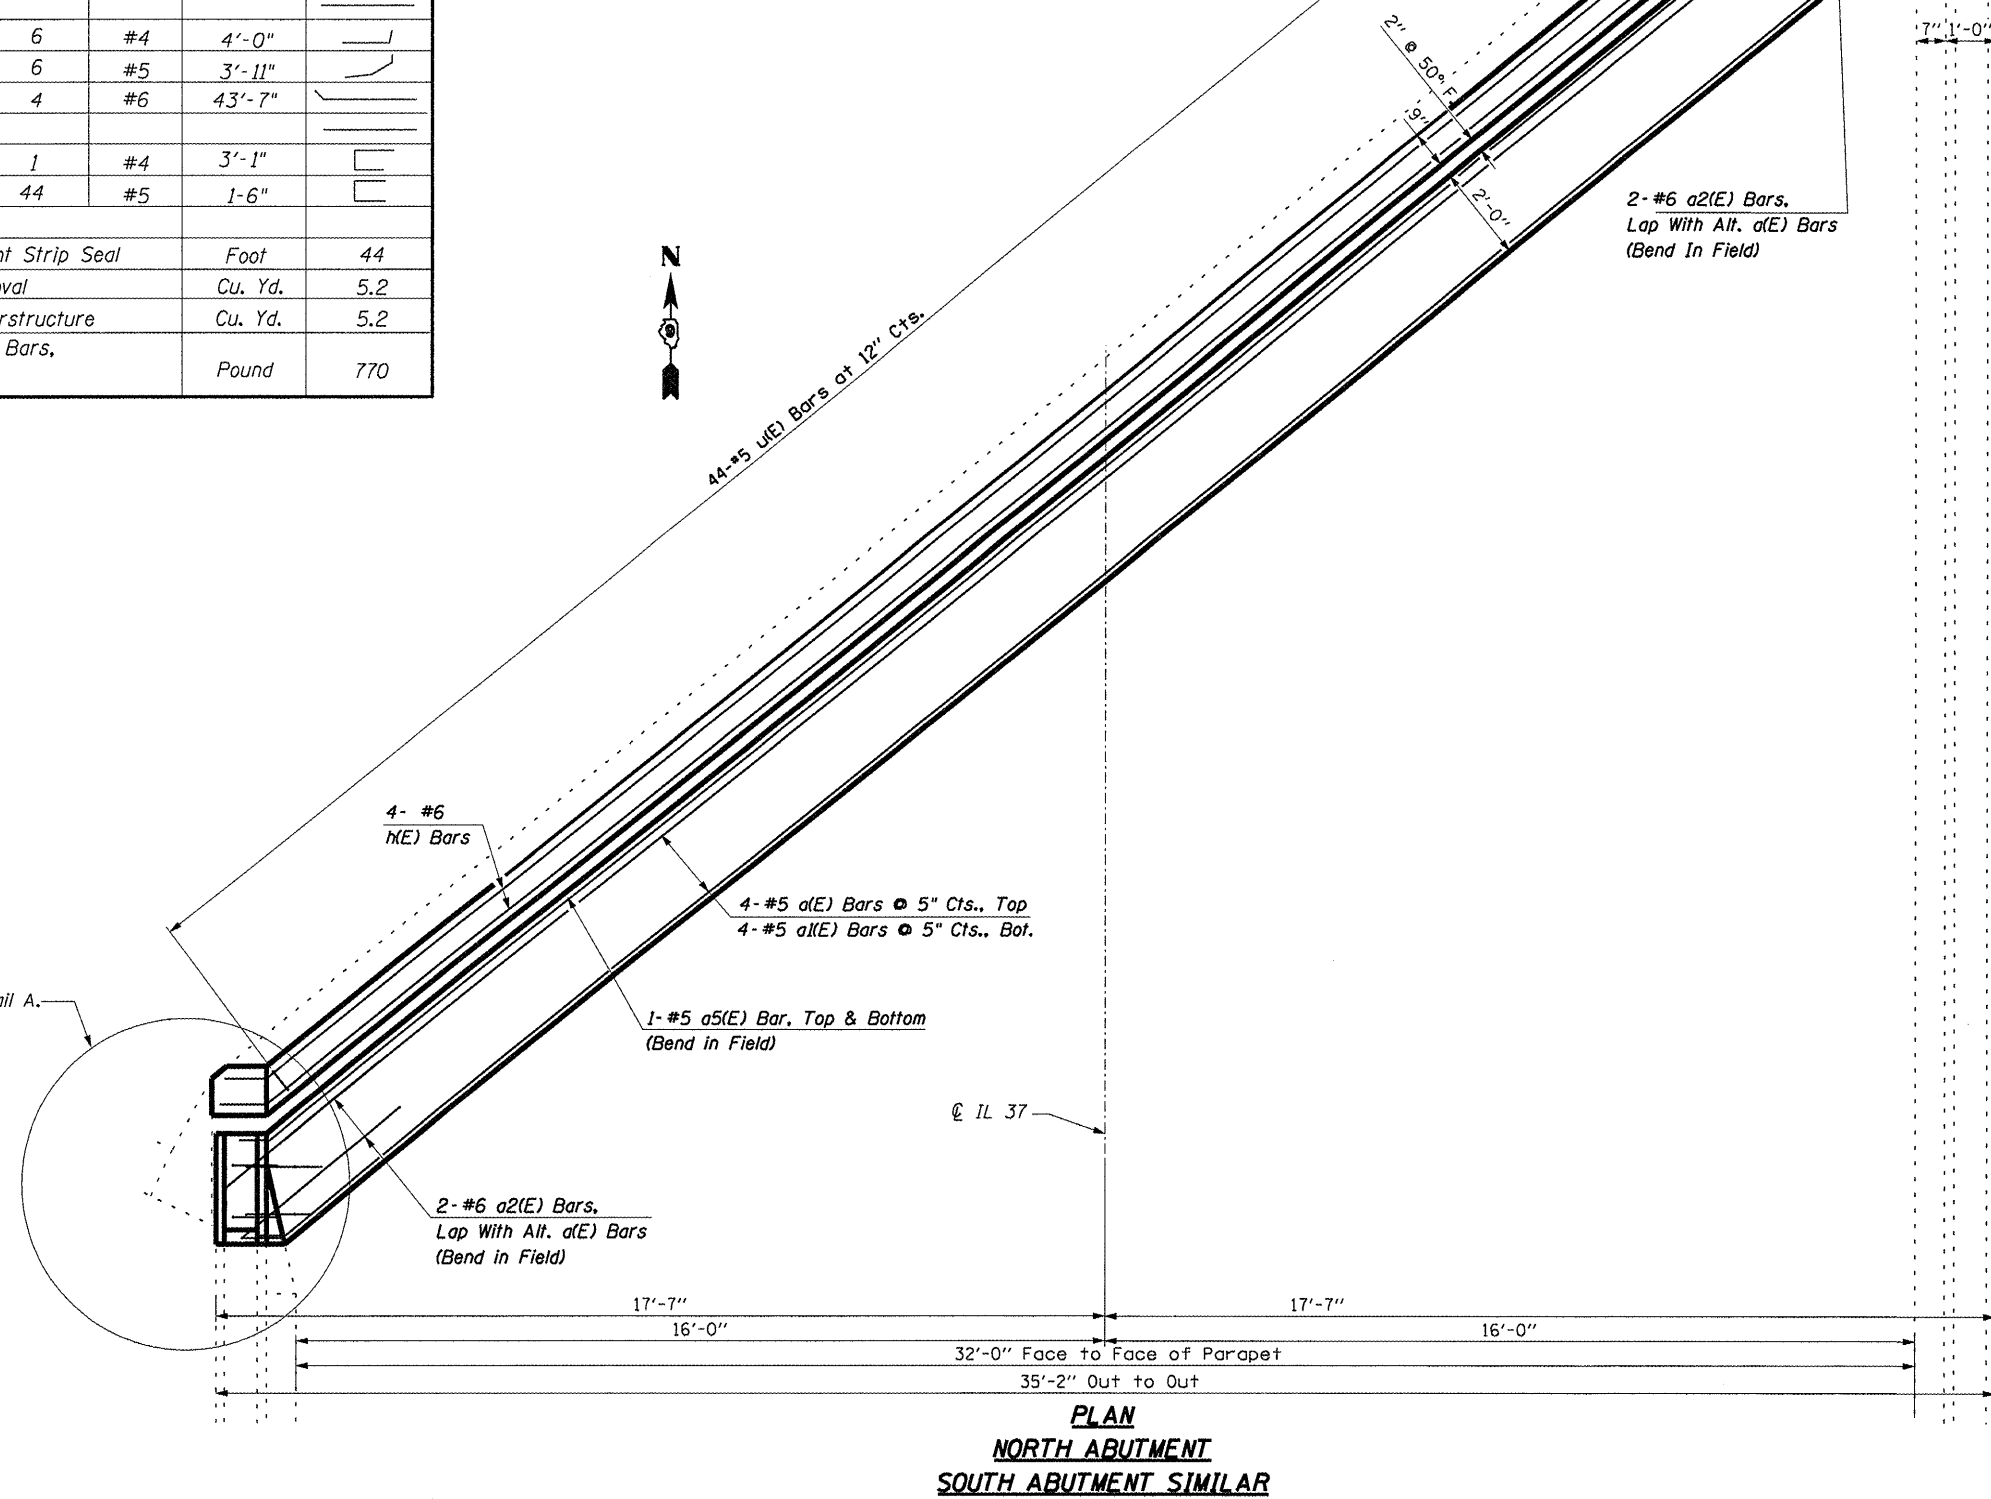 6 #4 4'-0"
6 #5 3'-11"
4 #6 43'-7"
1 #4 3'-1"
44 #5 1-6"
Strip Seal Foot 44
Cu. Yd. 5.2
Cu. Yd. 5.2
Bars,
Pound 770
N
44-#5 u(E) Bars at 12" Cts.
2" @ 50° F.
9"
2'-0"
7" 1'-0"
2-#6 a2(E) Bars,
Lap With Alt. a(E) Bars
(Bend In Field)
4- #6
h(E) Bars
4-#5 a(E) Bars @ 5" Cts., Top
4-#5 a1(E) Bars @ 5" Cts., Bot.
A.
1-#5 a5(E) Bar, Top & Bottom
(Bend in Field)
℄ IL 37
2-#6 a2(E) Bars,
Lap With Alt. a(E) Bars
(Bend in Field)
17'-7" 17'-7"
16'-0" 16'-0"
32'-0" Face to Face of Parapet
35'-2" Out to Out
PLAN
NORTH ABUTMENT
SOUTH ABUTMENT SIMILAR